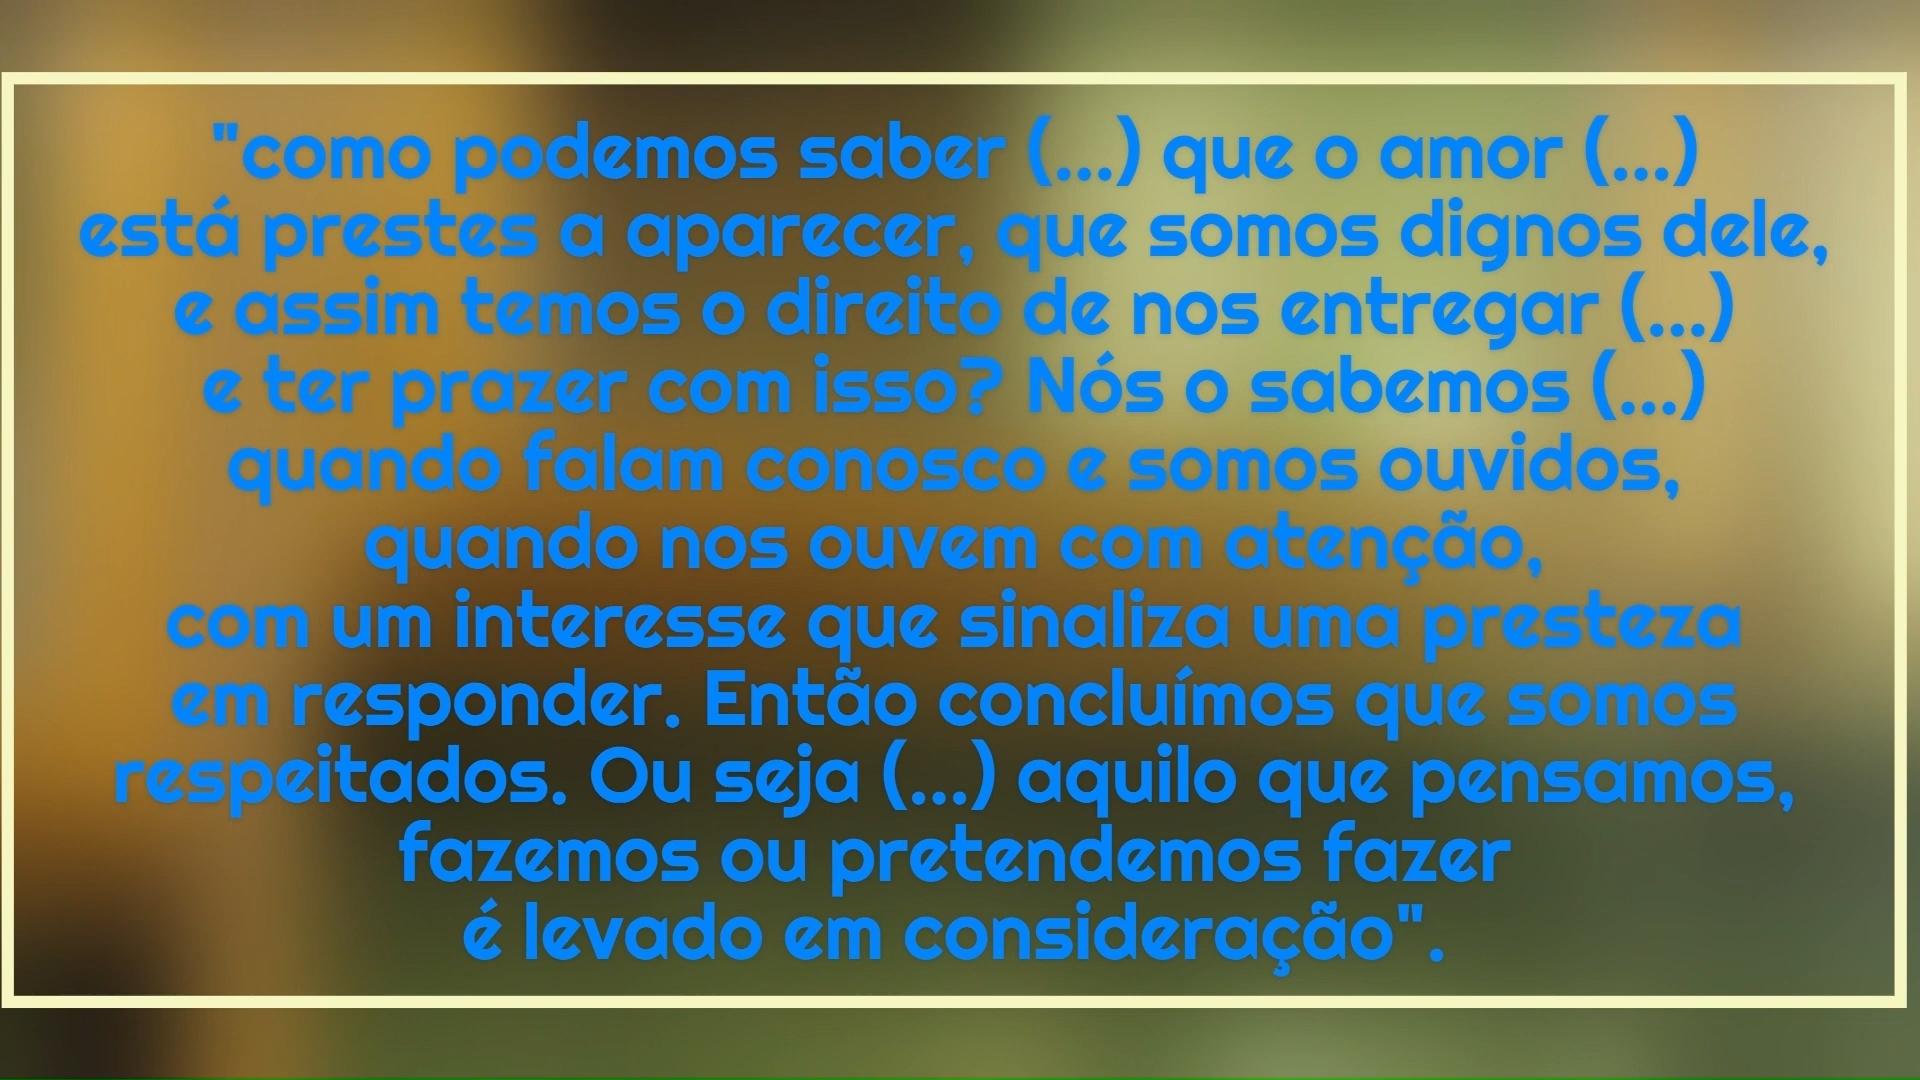 "como podemos saber (...) que o amor (...)
está prestes a aparecer, que somos dignos dele,
e assim temos o direito de nos entregar (...)
e ter prazer com isso? Nós o sabemos (...)
quando falam conosco e somos ouvidos,
quando nos ouvem com atenção,
com um interesse que sinaliza uma presteza
em responder. Então concluímos que somos
respeitados. Ou seja (...) aquilo que pensamos,
fazemos ou pretendemos fazer
é levado em consideração".